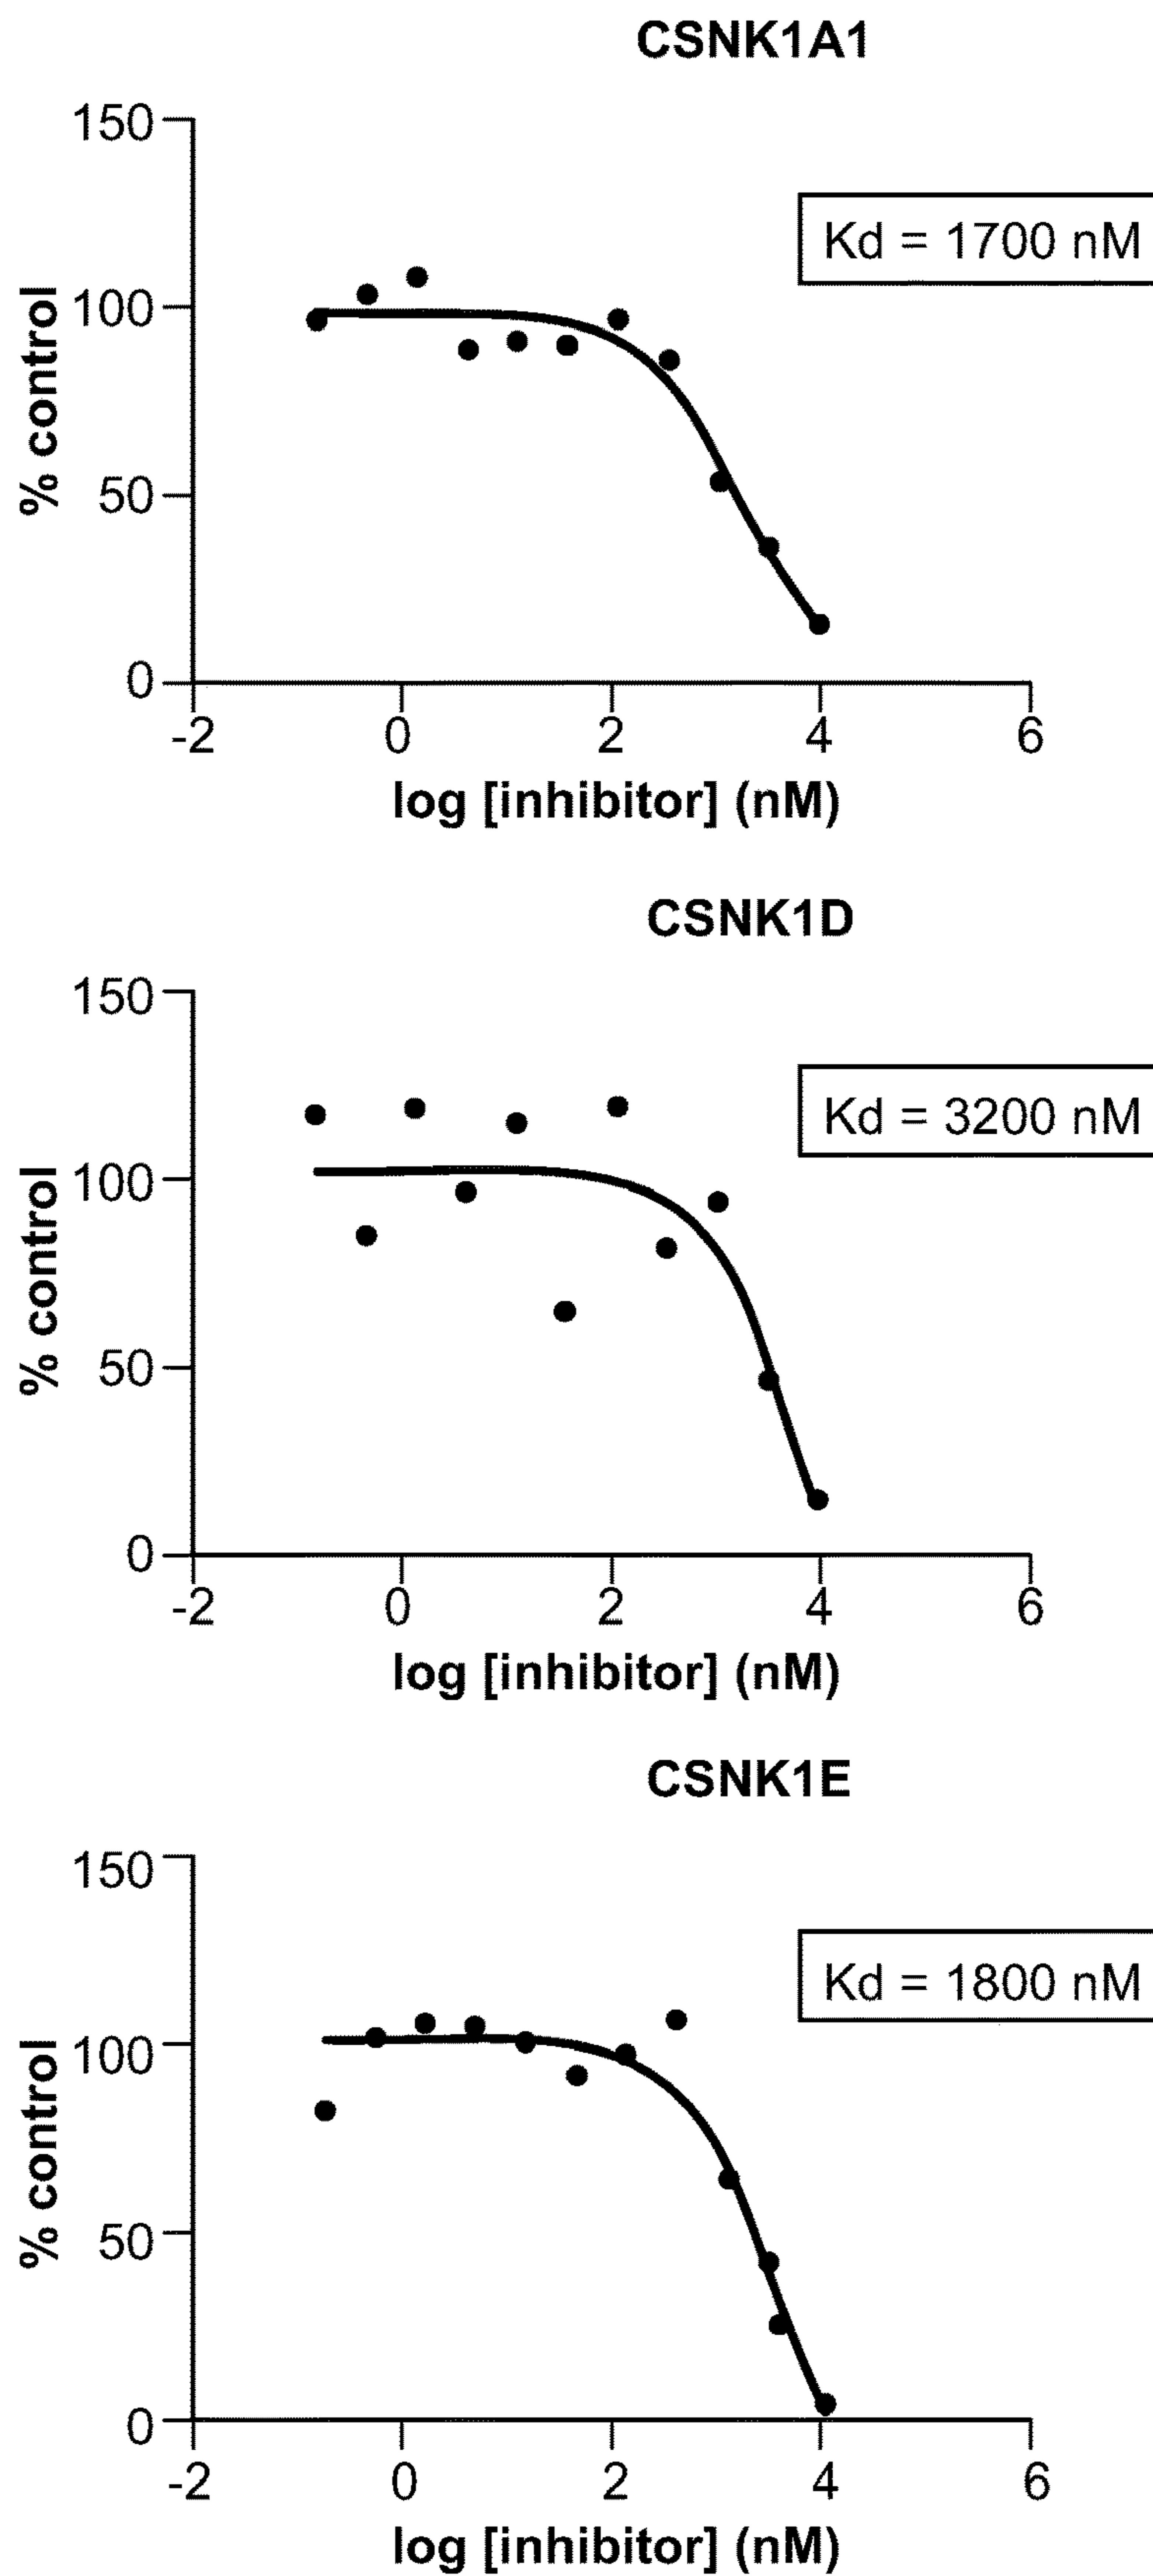 CSNK1A1
150
Kd = 1700 nM
100
% control
50
0
-2 0 2 4 6
log [inhibitor] (nM)
CSNK1D
150
Kd = 3200 nM
100
% control
50
0
-2 0 2 4 6
log [inhibitor] (nM)
CSNK1E
150
Kd = 1800 nM
100
% control
50
0
-2 0 2 4 6
log [inhibitor] (nM)